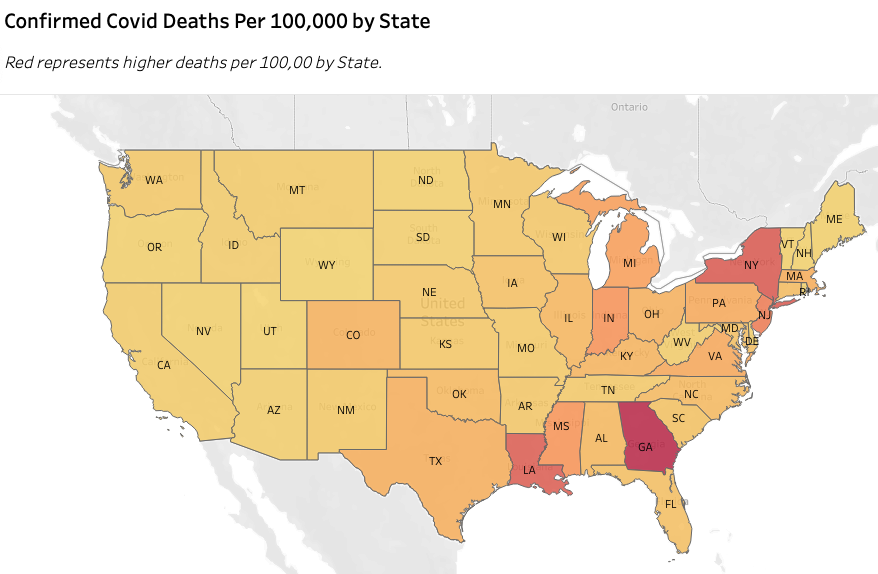 Confirmed Covid Deaths Per 100,000 by State
Red represents higher deaths per 100,00 by State.
Ontario
WA
MT
ND
MN
ME
OR
ID
SD
WI
VT
NH
WY
MI
NY
MA
NE
IA
RI
PA
NJ
United
States
NV
UT
CO
KS
IL
IN
OH
MD
DE
CA
MO
KY
WV
VA
AZ
NM
OK
AR
TN
NC
TX
LA
MS
AL
GA
SC
FL